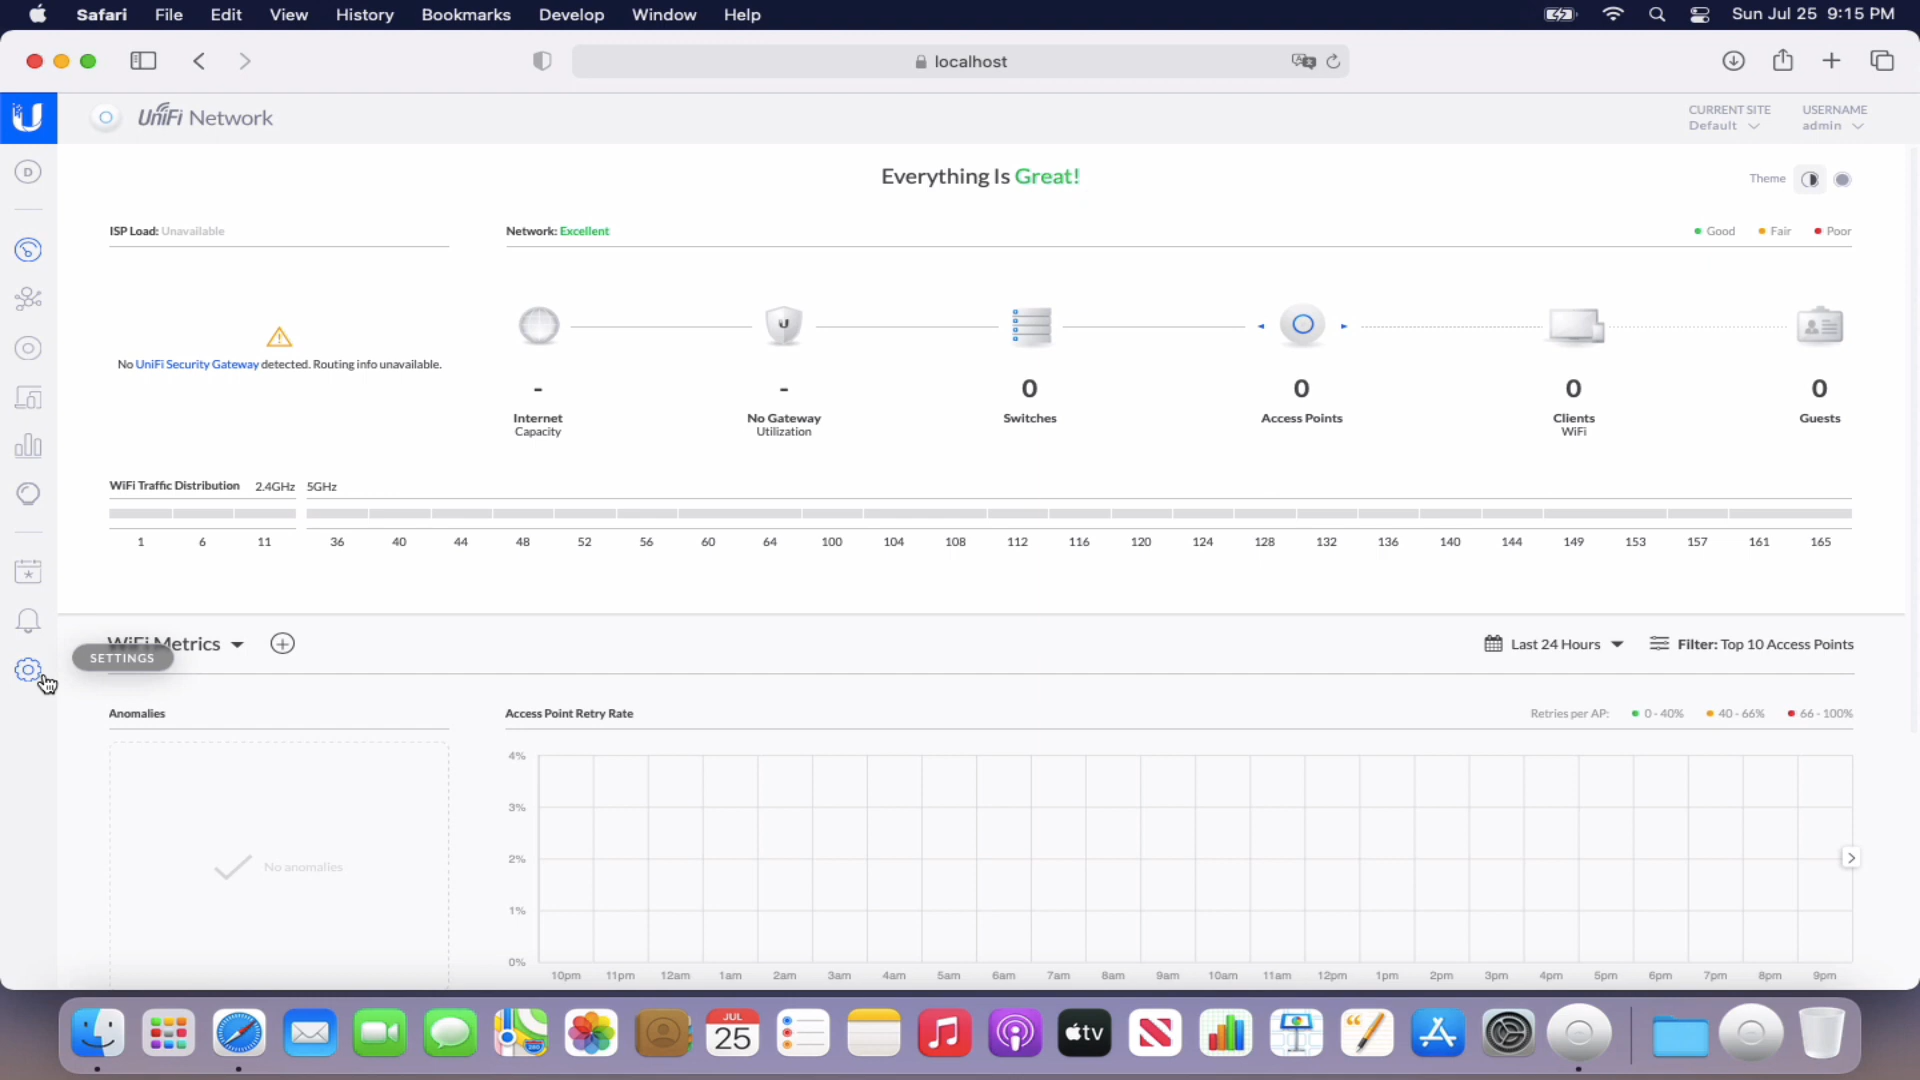 Safari File Edit View History Bookmarks Develop Window Help Sun Jul 25 9:15 PM
localhost
UniFi Network
CURRENT SITE
Default
USERNAME
admin
D
Everything Is Great!
Theme
ISP Load: Unavailable
Network: Excellent
Good Fair Poor
No UniFi Security Gateway detected. Routing info unavailable.
-
Internet
Capacity
-
No Gateway
Utilization
0
Switches
0
Access Points
0
Clients
WiFi
0
Guests
WiFi Traffic Distribution 2.4GHz 5GHz
1 6 11 36 40 44 48 52 56 60 64 100 104 108 112 116 120 124 128 132 136 140 144 149 153 157 161 165
WiFi Metrics
Last 24 Hours
Filter: Top 10 Access Points
SETTINGS
Anomalies
No anomalies
Access Point Retry Rate
Retries per AP: 0 - 40% 40 - 66% 66 - 100%
4%
3%
2%
1%
0%
10pm 11pm 12am 1am 2am 3am 4am 5am 6am 7am 8am 9am 10am 11am 12pm 1pm 2pm 3pm 4pm 5pm 6pm 7pm 8pm 9pm
JUL
25
tv